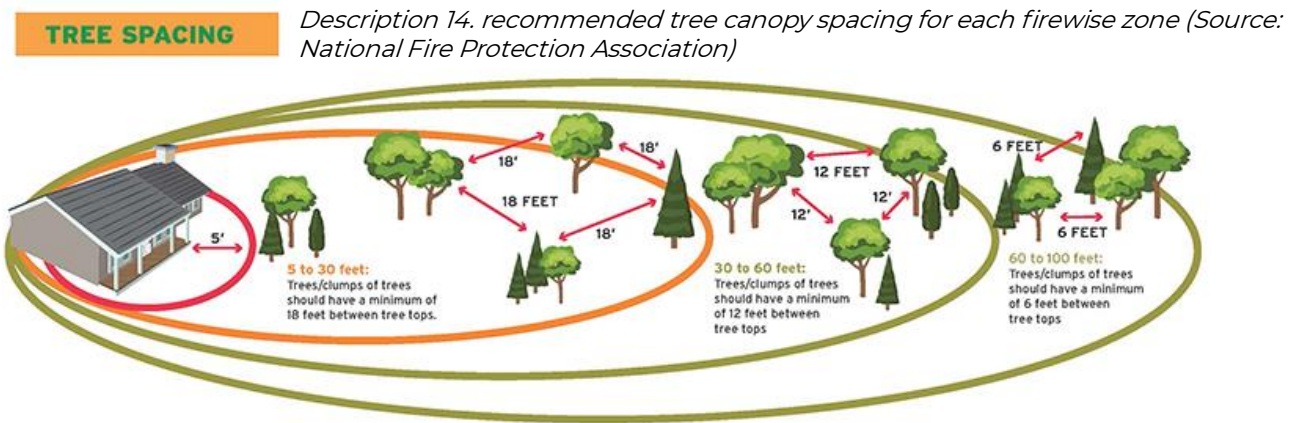 TREE SPACING
Description 14. recommended tree canopy spacing for each firewise zone (Source:
National Fire Protection Association)
5'
18'
18'
18 FEET
18'
5 to 30 feet:
Trees/clumps of trees
should have a minimum of
18 feet between tree tops.
12 FEET
12'
12'
30 to 60 feet:
Trees/clumps of trees
should have a minimum
of 12 feet between
tree tops
6 FEET
6 FEET
60 to 100 feet:
Trees/clumps of trees
should have a minimum
of 6 feet between
tree tops